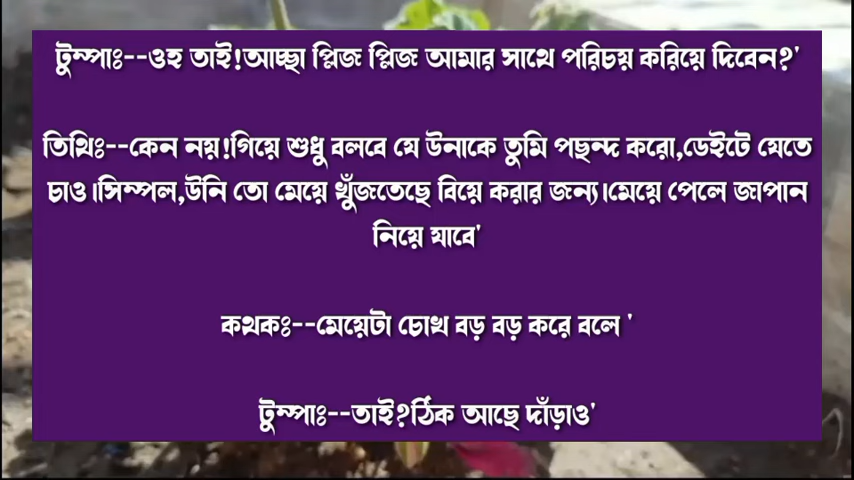 টুম্পাঃ--ওহ তাই!আচ্ছা প্লিজ প্লিজ আমার সাথে পরিচয় করিয়ে দিবেন?'
তিথিঃ--কেন নয়!গিয়ে শুধু বলবে যে উনাকে তুমি পছন্দ করো,ডেইটে যেতে
চাও।সিম্পল,উনি তো মেয়ে খুঁজতেছে বিয়ে করার জন্য।মেয়ে পেলে জাপান
নিয়ে যাবে'
কথকঃ--মেয়েটা চোখ বড় বড় করে বলে '
টুম্পাঃ--তাই?ঠিক আছে দাঁড়াও'